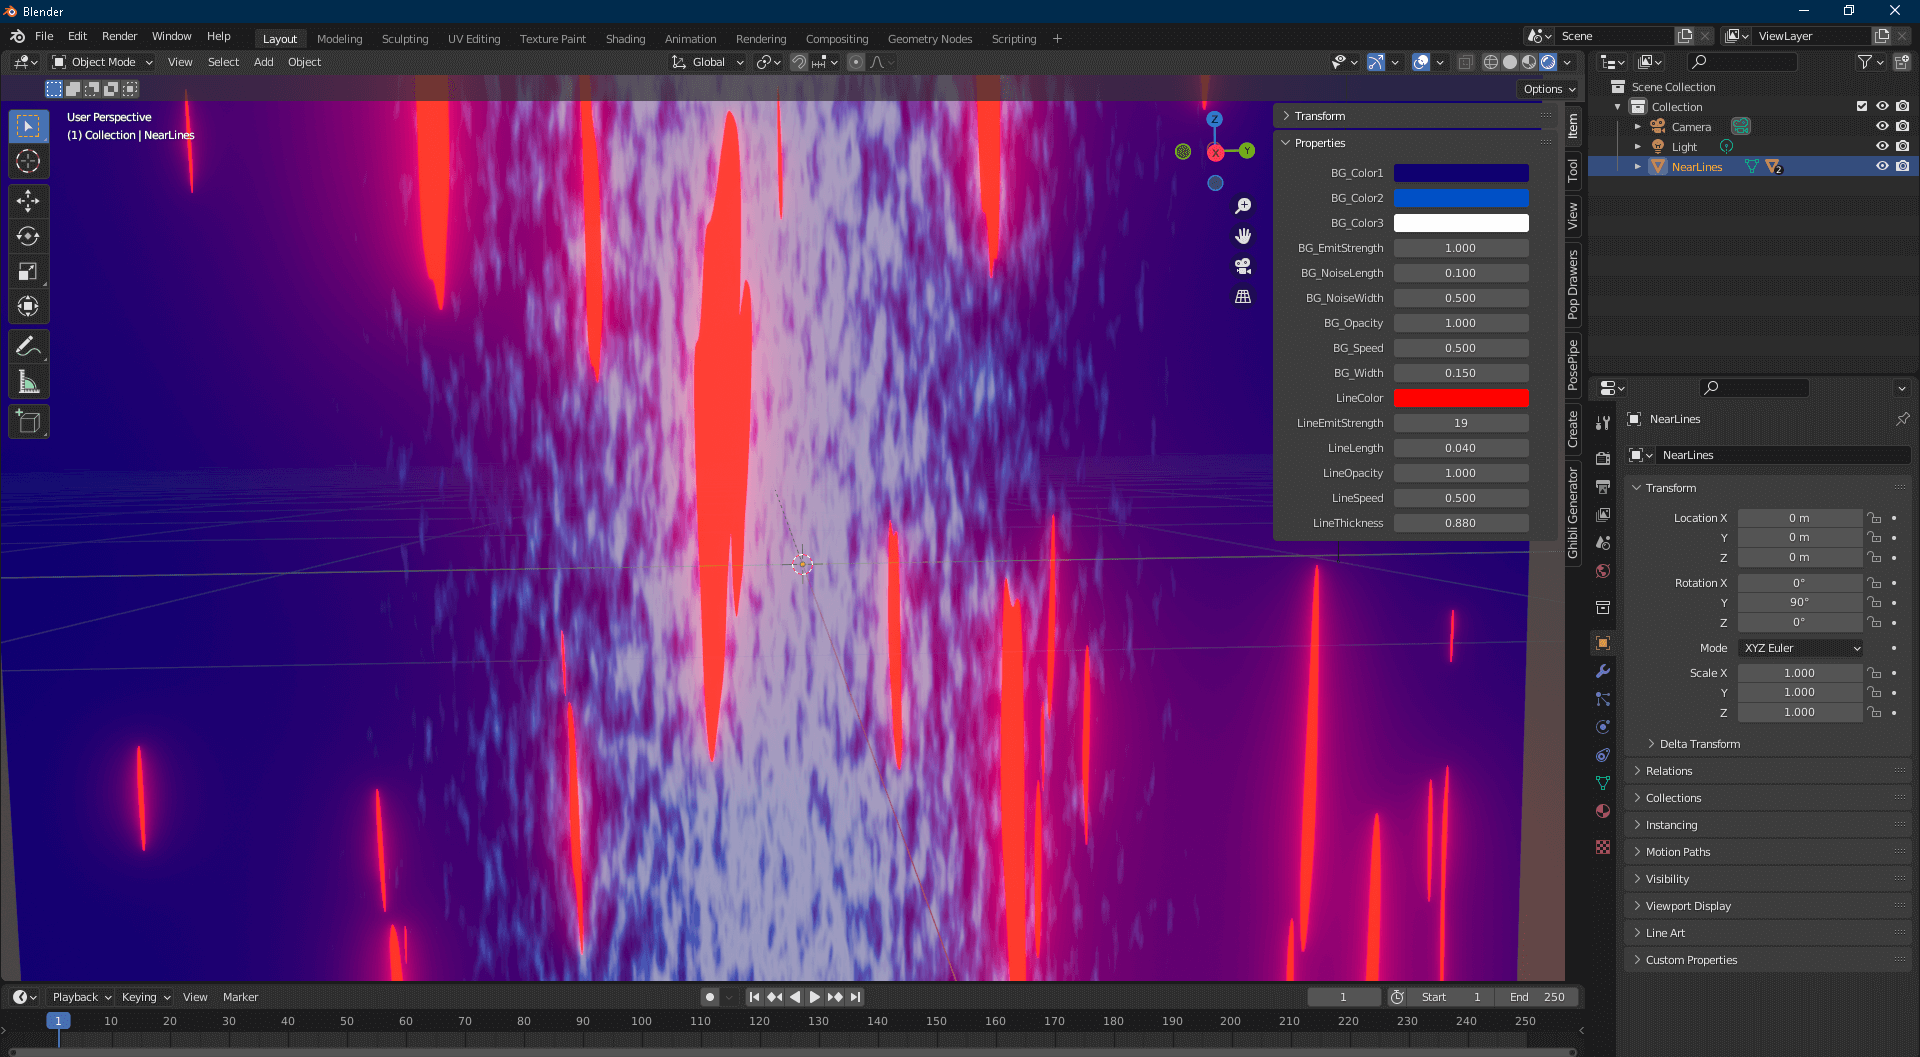 Blender
File Edit Render Window Help Layout Modeling Sculpting UV Editing Texture Paint Shading Animation Rendering Compositing Geometry Nodes Scripting + Scene ViewLayer
Object Mode View Select Add Object Global
Options
User Perspective
(1) Collection | NearLines
Z
Y
X
Transform
Properties
BG_Color1
BG_Color2
BG_Color3
BG_EmitStrength 1.000
BG_NoiseLength 0.100
BG_NoiseWidth 0.500
BG_Opacity 1.000
BG_Speed 0.500
BG_Width 0.150
LineColor
LineEmitStrength 19
LineLength 0.040
LineOpacity 1.000
LineSpeed 0.500
LineThickness 0.880
Item
Tool
View
Pop Drawers
PosePipe
Create
Ghibli Generator
Scene Collection
Collection
Camera
Light
NearLines 2
NearLines
NearLines
Transform
Location X 0 m
Y 0 m
Z 0 m
Rotation X 0°
Y 90°
Z 0°
Mode XYZ Euler
Scale X 1.000
Y 1.000
Z 1.000
Delta Transform
Relations
Collections
Instancing
Motion Paths
Visibility
Viewport Display
Line Art
Custom Properties
Playback Keying View Marker 1 Start 1 End 250
1 10 20 30 40 50 60 70 80 90 100 110 120 130 140 150 160 170 180 190 200 210 220 230 240 250